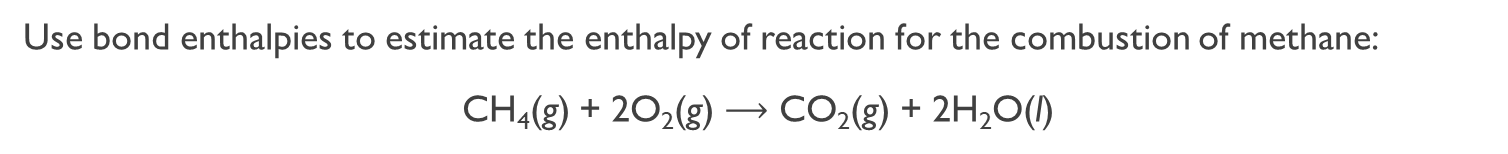 Use bond enthalpies to estimate the enthalpy of reaction for the combustion of methane:
CH₄(g) + 2O₂(g) ⟶ CO₂(g) + 2H₂O(l)